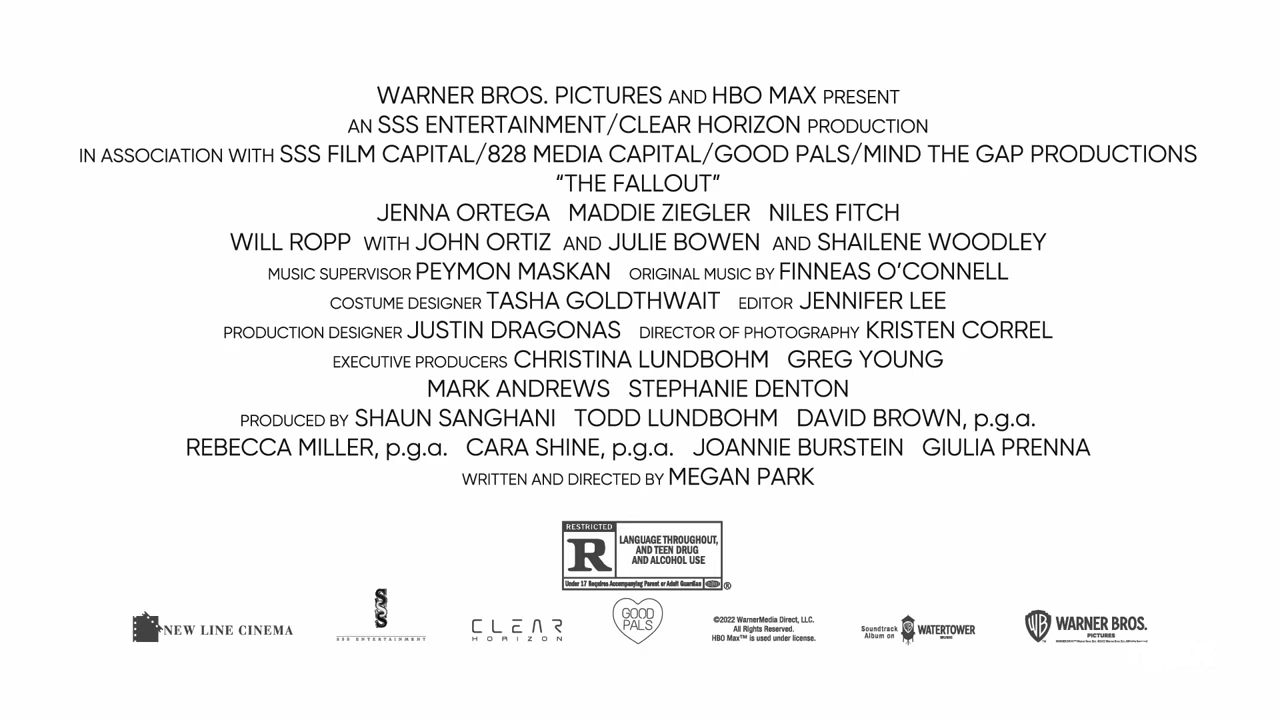 WARNER BROS. PICTURES AND HBO MAX PRESENT
AN SSS ENTERTAINMENT/CLEAR HORIZON PRODUCTION
IN ASSOCIATION WITH SSS FILM CAPITAL/828 MEDIA CAPITAL/GOOD PALS/MIND THE GAP PRODUCTIONS
“THE FALLOUT”
JENNA ORTEGA MADDIE ZIEGLER NILES FITCH
WILL ROPP WITH JOHN ORTIZ AND JULIE BOWEN AND SHAILENE WOODLEY
MUSIC SUPERVISOR PEYMON MASKAN ORIGINAL MUSIC BY FINNEAS O’CONNELL
COSTUME DESIGNER TASHA GOLDTHWAIT EDITOR JENNIFER LEE
PRODUCTION DESIGNER JUSTIN DRAGONAS DIRECTOR OF PHOTOGRAPHY KRISTEN CORREL
EXECUTIVE PRODUCERS CHRISTINA LUNDBOHM GREG YOUNG
MARK ANDREWS STEPHANIE DENTON
PRODUCED BY SHAUN SANGHANI TODD LUNDBOHM DAVID BROWN, p.g.a.
REBECCA MILLER, p.g.a. CARA SHINE, p.g.a. JOANNIE BURSTEIN GIULIA PRENNA
WRITTEN AND DIRECTED BY MEGAN PARK
RESTRICTED
R
LANGUAGE THROUGHOUT,
AND TEEN DRUG
AND ALCOHOL USE
Under 17 Requires Accompanying Parent or Adult Guardian ®
NEW LINE CINEMA
SSS
SSS ENTERTAINMENT
CLEAR
HORIZON
GOOD
PALS
©2022 WarnerMedia Direct, LLC.
All Rights Reserved.
HBO Max™ is used under license.
Soundtrack
Album on
WATERTOWER
MUSIC
WB
WARNER BROS.
PICTURES